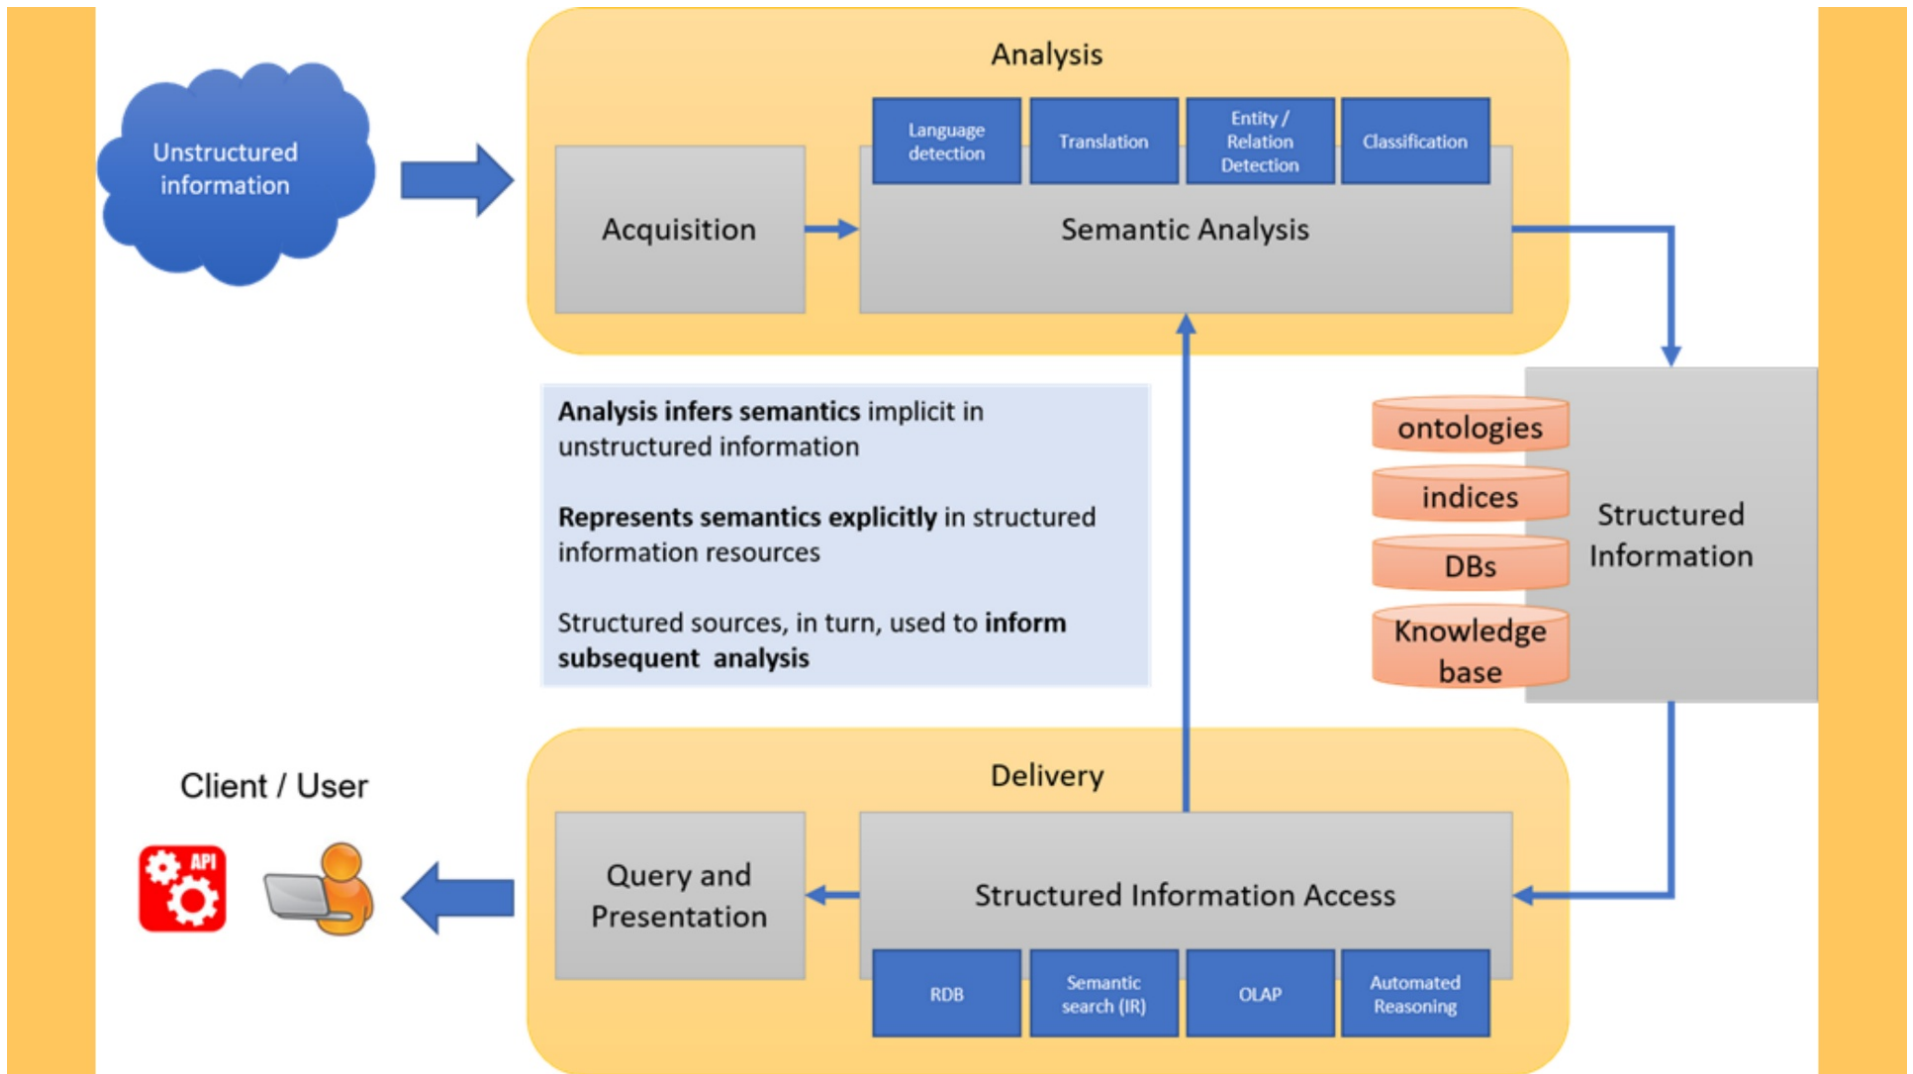 Analysis
Unstructured
information
Language
detection
Translation
Entity /
Relation
Detection
Classification
Acquisition
Semantic Analysis
Analysis infers semantics implicit in
unstructured information
Represents semantics explicitly in structured
information resources
Structured sources, in turn, used to inform
subsequent  analysis
ontologies
indices
DBs
Knowledge
base
Structured
Information
Delivery
Client / User
API
Query and
Presentation
Structured Information Access
RDB
Semantic
search (IR)
OLAP
Automated
Reasoning